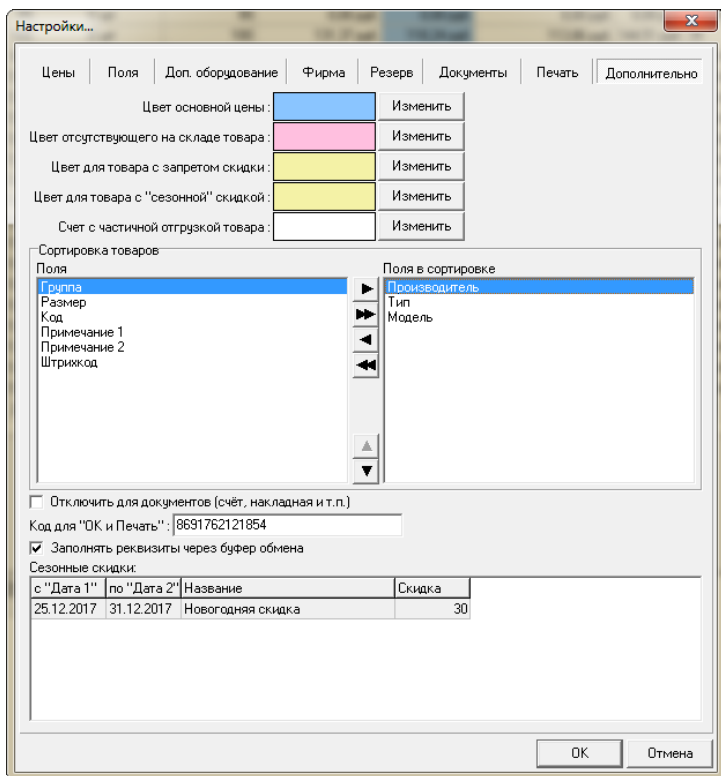 Настройки...
Цены Поля Доп. оборудование Фирма Резерв Документы Печать Дополнительно
Цвет основной цены : Изменить
Цвет отсутствующего на складе товара : Изменить
Цвет для товара с запретом скидки : Изменить
Цвет для товара с "сезонной" скидкой : Изменить
Счет с частичной отгрузкой товара : Изменить
Сортировка товаров
Поля Поля в сортировке
Группа Производитель
Размер Тип
Код Модель
Примечание 1
Примечание 2
Штрихкод
Отключить для документов (счёт, накладная и т.п.)
Код для "ОК и Печать" : 8691762121854
Заполнять реквизиты через буфер обмена
Сезонные скидки:
с "Дата 1" по "Дата 2" Название Скидка
25.12.2017 31.12.2017 Новогодняя скидка 30
OK Отмена